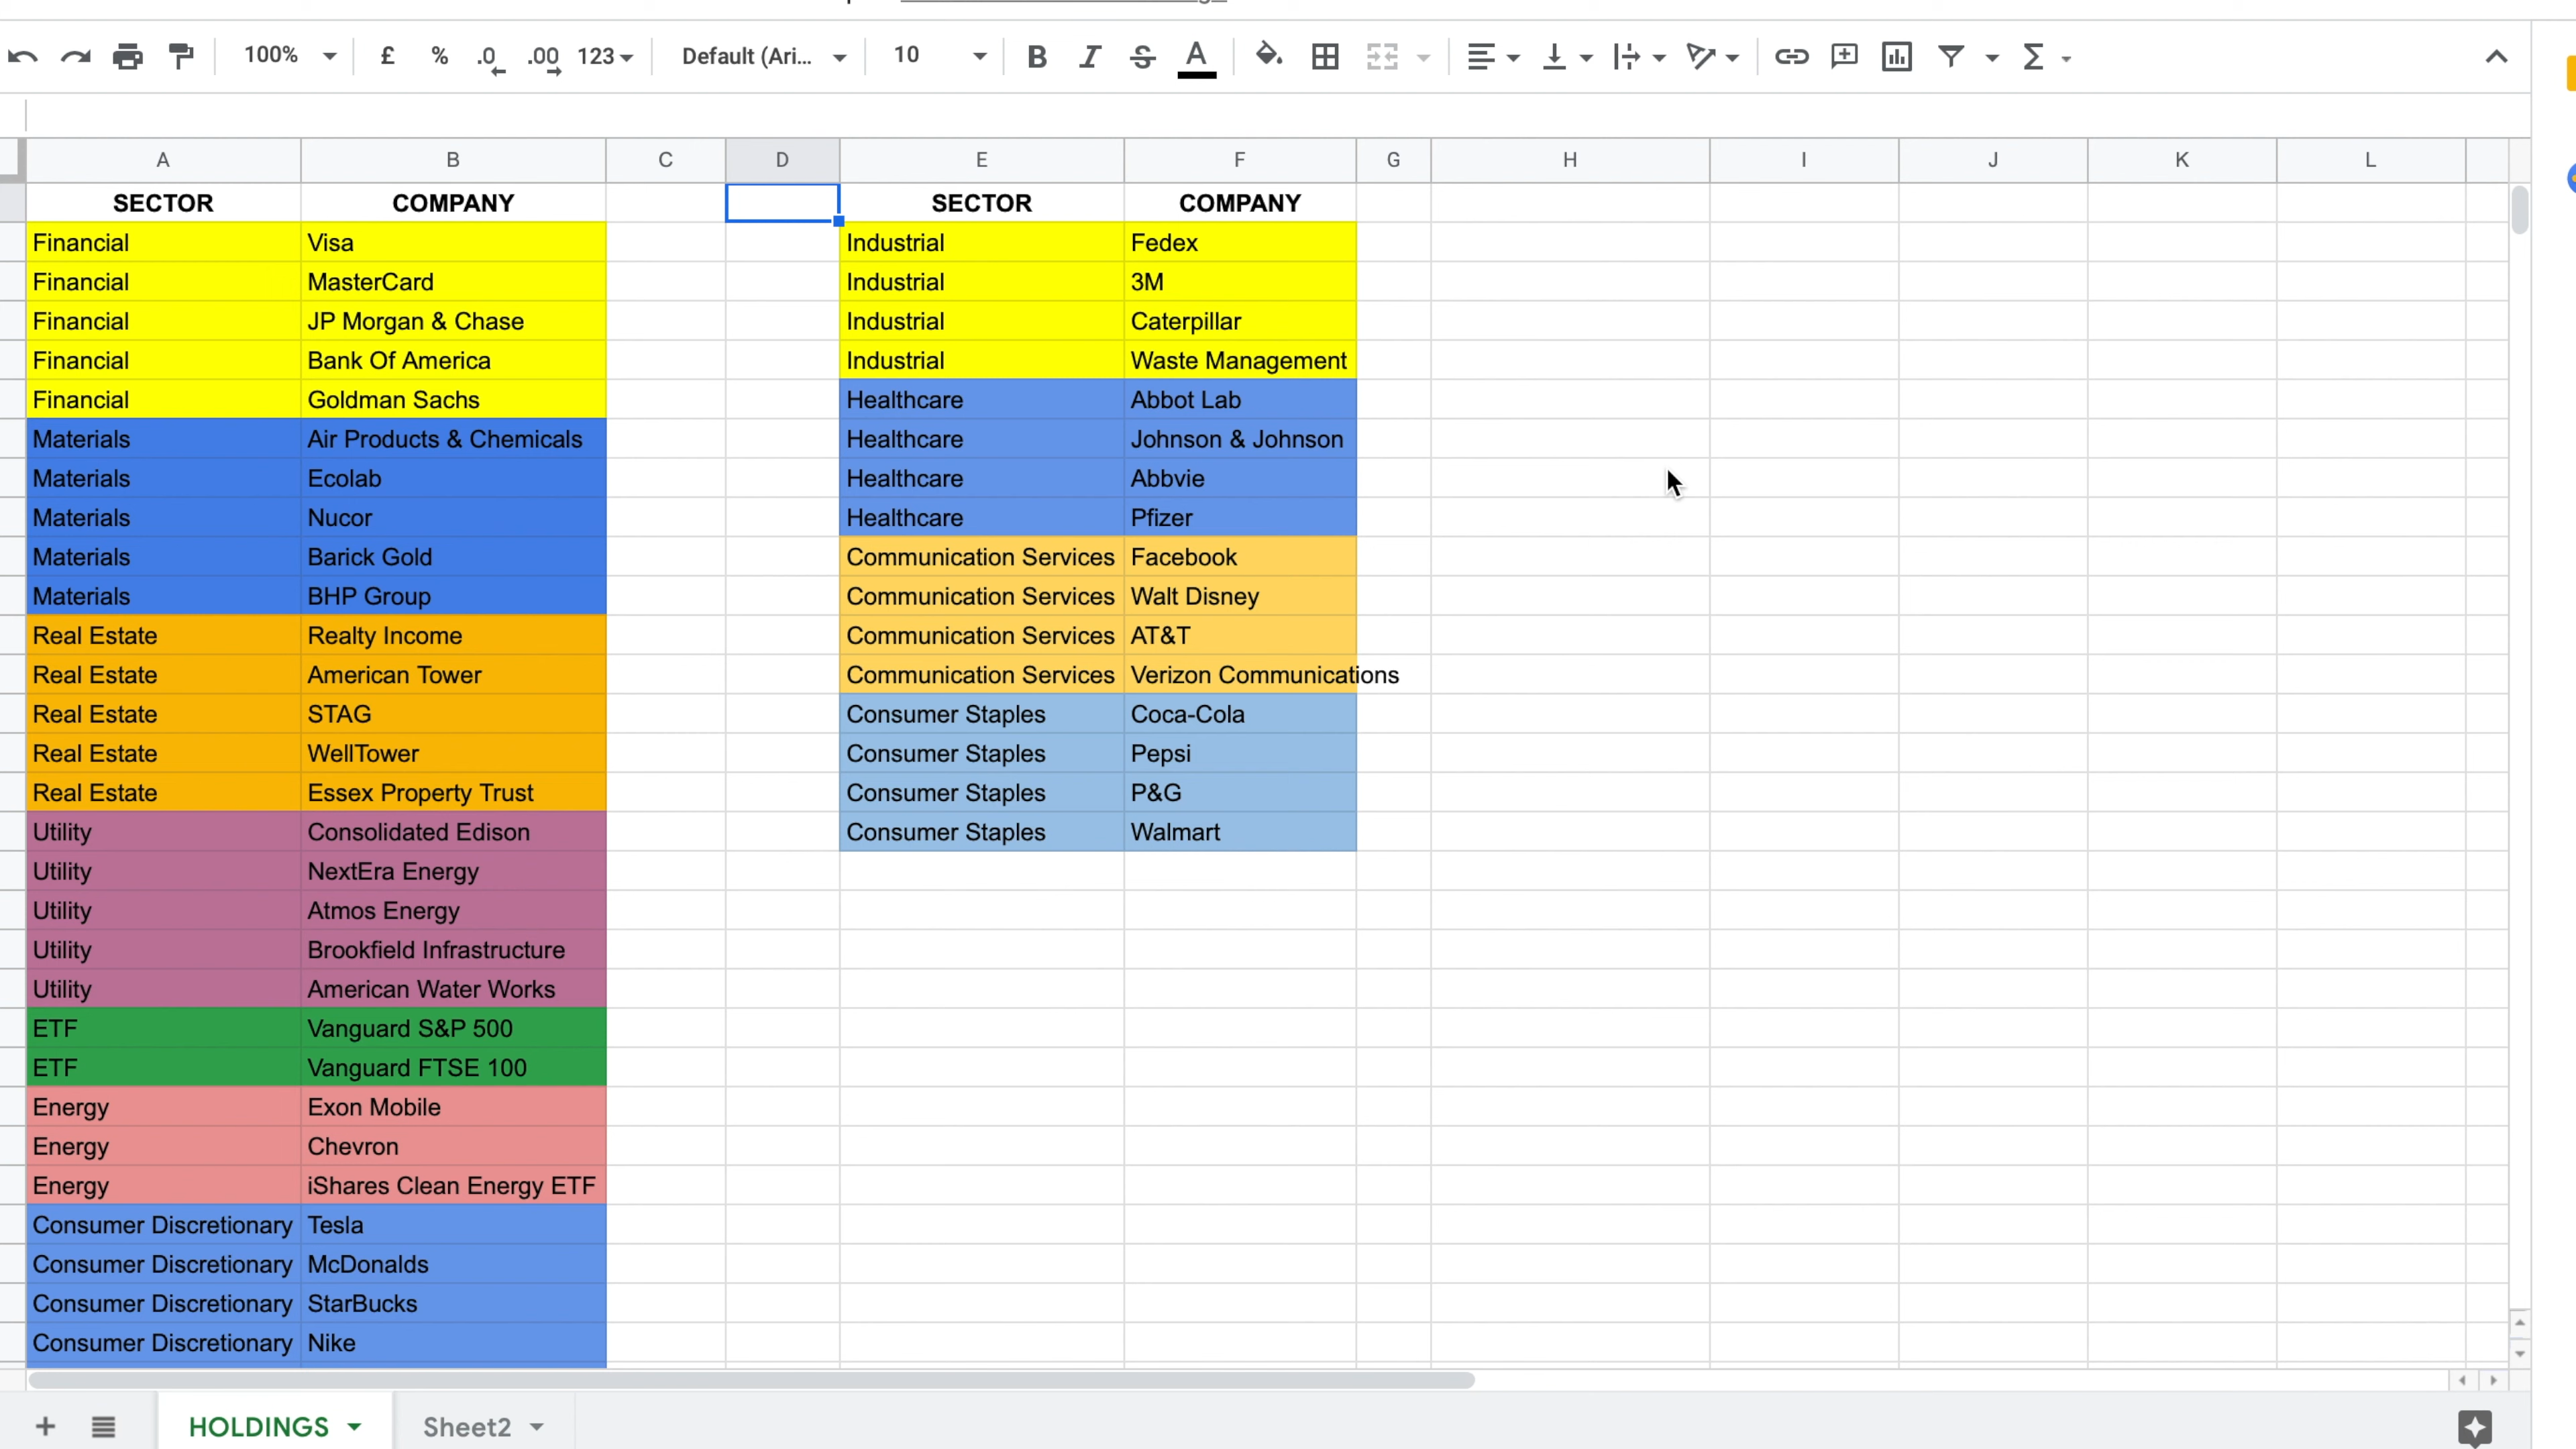 100% £ % .0 .00 123 Default (Ari... 10 B I S A
A B C D E F G H I J K L
SECTOR COMPANY SECTOR COMPANY
Financial Visa Industrial Fedex
Financial MasterCard Industrial 3M
Financial JP Morgan & Chase Industrial Caterpillar
Financial Bank Of America Industrial Waste Management
Financial Goldman Sachs Healthcare Abbot Lab
Materials Air Products & Chemicals Healthcare Johnson & Johnson
Materials Ecolab Healthcare Abbvie
Materials Nucor Healthcare Pfizer
Materials Barick Gold Communication Services Facebook
Materials BHP Group Communication Services Walt Disney
Real Estate Realty Income Communication Services AT&T
Real Estate American Tower Communication Services Verizon Communications
Real Estate STAG Consumer Staples Coca-Cola
Real Estate WellTower Consumer Staples Pepsi
Real Estate Essex Property Trust Consumer Staples P&G
Utility Consolidated Edison Consumer Staples Walmart
Utility NextEra Energy
Utility Atmos Energy
Utility Brookfield Infrastructure
Utility American Water Works
ETF Vanguard S&P 500
ETF Vanguard FTSE 100
Energy Exon Mobile
Energy Chevron
Energy iShares Clean Energy ETF
Consumer Discretionary Tesla
Consumer Discretionary McDonalds
Consumer Discretionary StarBucks
Consumer Discretionary Nike
HOLDINGS Sheet2